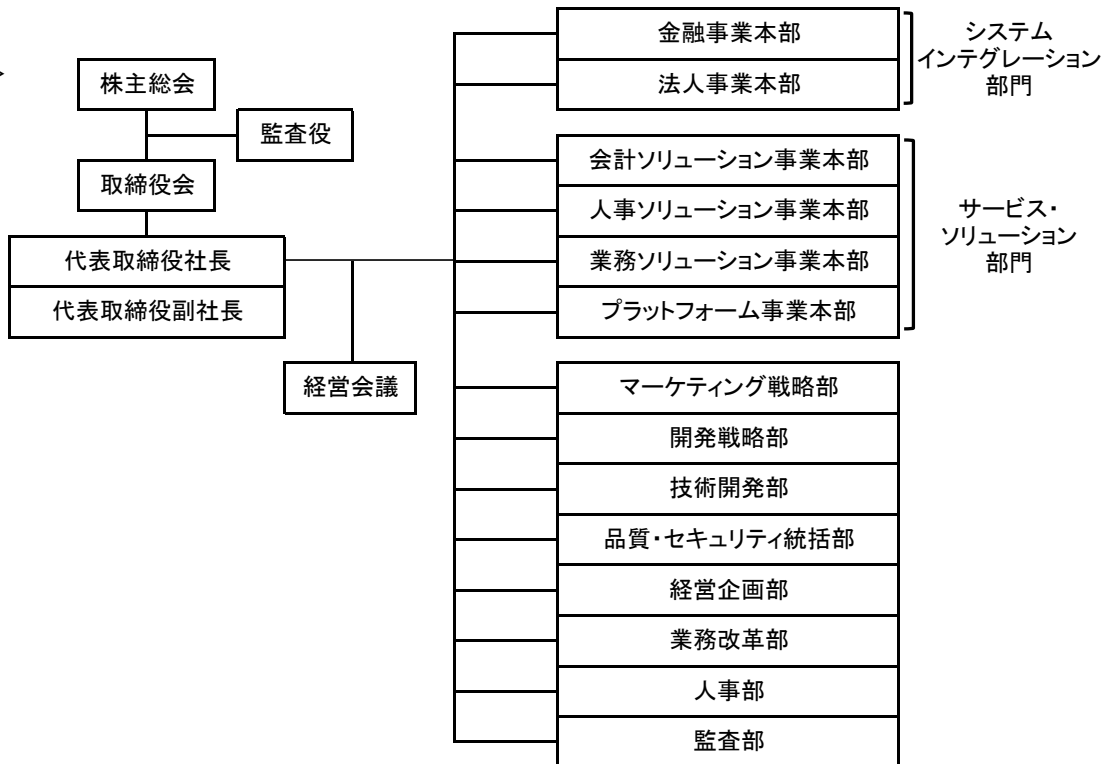 株主総会
監査役
取締役会
代表取締役社長
代表取締役副社長
経営会議
金融事業本部
法人事業本部
システム
インテグレーション
部門
会計ソリューション事業本部
人事ソリューション事業本部
業務ソリューション事業本部
プラットフォーム事業本部
サービス・
ソリューション
部門
マーケティング戦略部
開発戦略部
技術開発部
品質・セキュリティ統括部
経営企画部
業務改革部
人事部
監査部